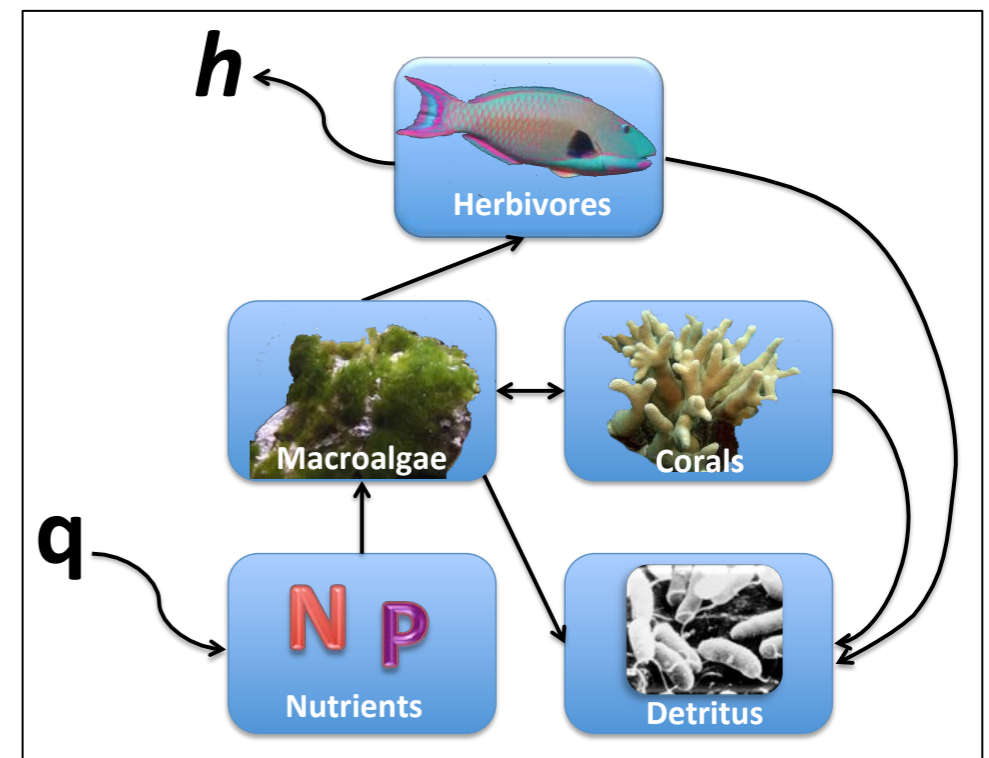 h
Herbivores
Macroalgae
Corals
q
N P
Nutrients
Detritus